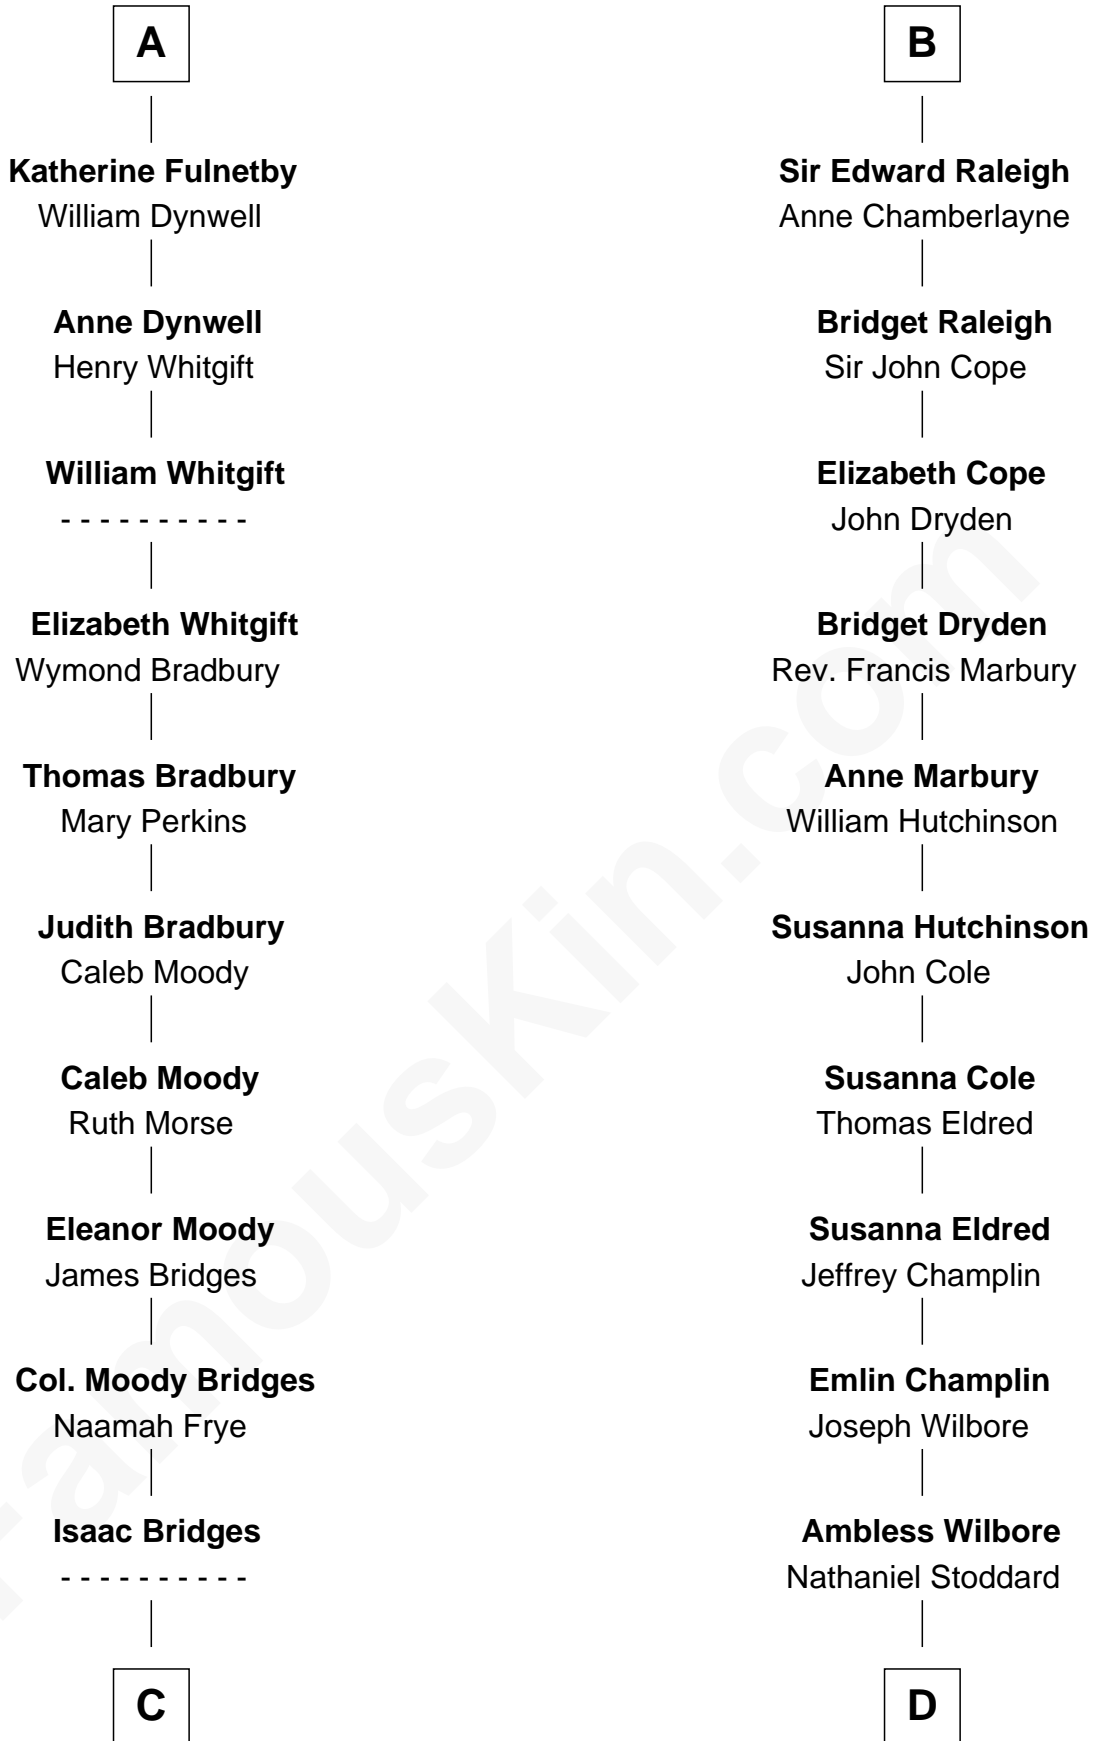 A
Katherine Fulnetby
William Dynwell
Anne Dynwell
Henry Whitgift
William Whitgift
- - - - - - - - - -
Elizabeth Whitgift
Wymond Bradbury
Thomas Bradbury
Mary Perkins
Judith Bradbury
Caleb Moody
Caleb Moody
Ruth Morse
Eleanor Moody
James Bridges
Col. Moody Bridges
Naamah Frye
Isaac Bridges
- - - - - - - - - -
C
B
Sir Edward Raleigh
Anne Chamberlayne
Bridget Raleigh
Sir John Cope
Elizabeth Cope
John Dryden
Bridget Dryden
Rev. Francis Marbury
Anne Marbury
William Hutchinson
Susanna Hutchinson
John Cole
Susanna Cole
Thomas Eldred
Susanna Eldred
Jeffrey Champlin
Emlin Champlin
Joseph Wilbore
Ambless Wilbore
Nathaniel Stoddard
D
FamousKin.com